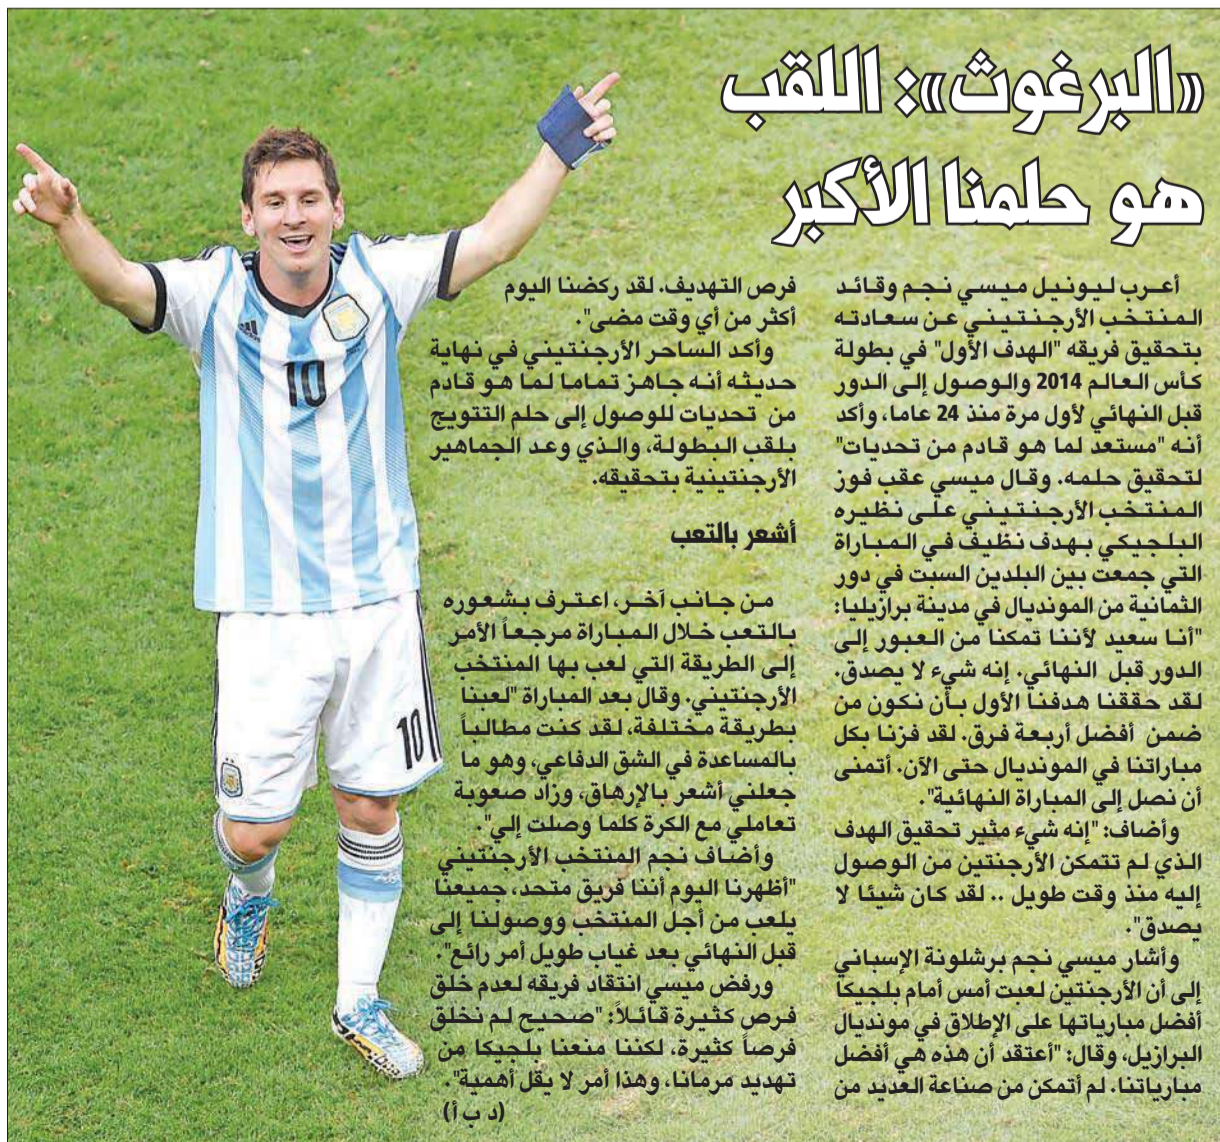 «البرغوث»: اللقب
هو حلمنا الأكبر
أعرب ليونيل ميسي نجم وقائد
المنتخب الأرجنتيني عن سعادته
بتحقيق فريقه "الهدف الأول" في بطولة
كأس العالم 2014 والوصول إلى الدور
قبل النهائي لأول مرة منذ 24 عاما، وأكد
أنه "مستعد لما هو قادم من تحديات"
لتحقيق حلمه. وقال ميسي عقب فوز
المنتخب الأرجنتيني على نظيره
البلجيكي بهدف نظيف في المباراة
التي جمعت بين البلدين السبت في دور
الثمانية من المونديال في مدينة برازيليا:
"أنا سعيد لأننا تمكنا من العبور إلى
الدور قبل النهائي. إنه شيء لا يصدق.
لقد حققنا هدفنا الأول بأن نكون من
ضمن أفضل أربعة فرق. لقد فزنا بكل
مباراتنا في المونديال حتى الآن. أتمنى
أن نصل إلى المباراة النهائية".
وأضاف: "إنه شيء مثير تحقيق الهدف
الذي لم تتمكن الأرجنتين من الوصول
إليه منذ وقت طويل .. لقد كان شيئا لا
يصدق".
وأشار ميسي نجم برشلونة الإسباني
إلى أن الأرجنتين لعبت أمس أمام بلجيكا
أفضل مبارياتها على الإطلاق في مونديال
البرازيل، وقال: "أعتقد أن هذه هي أفضل
مبارياتنا. لم أتمكن من صناعة العديد من
فرص التهديف. لقد ركضنا اليوم
أكثر من أي وقت مضى".
وأكد الساحر الأرجنتيني في نهاية
حديثه أنه جاهز تماما لما هو قادم
من تحديات للوصول إلى حلم التتويج
بلقب البطولة، والذي وعد الجماهير
الأرجنتينية بتحقيقه.
أشعر بالتعب
من جانب آخر، اعترف بشعوره
بالتعب خلال المباراة مرجعاً الأمر
إلى الطريقة التي لعب بها المنتخب
الأرجنتيني. وقال بعد المباراة "لعبنا
بطريقة مختلفة، لقد كنت مطالباً
بالمساعدة في الشق الدفاعي، وهو ما
جعلني أشعر بالإرهاق، وزاد صعوبة
تعاملي مع الكرة كلما وصلت إلي".
وأضاف نجم المنتخب الأرجنتيني
"أظهرنا اليوم أننا فريق متحد، جميعنا
يلعب من أجل المنتخب ووصولنا إلى
قبل النهائي بعد غياب طويل أمر رائع".
ورفض ميسي انتقاد فريقه لعدم خلق
فرص كثيرة قائلاً: "صحيح لم نخلق
فرصاً كثيرة، لكننا منعنا بلجيكا من
تهديد مرمانا، وهذا أمر لا يقل أهمية".
(د ب أ)
adidas
10
10